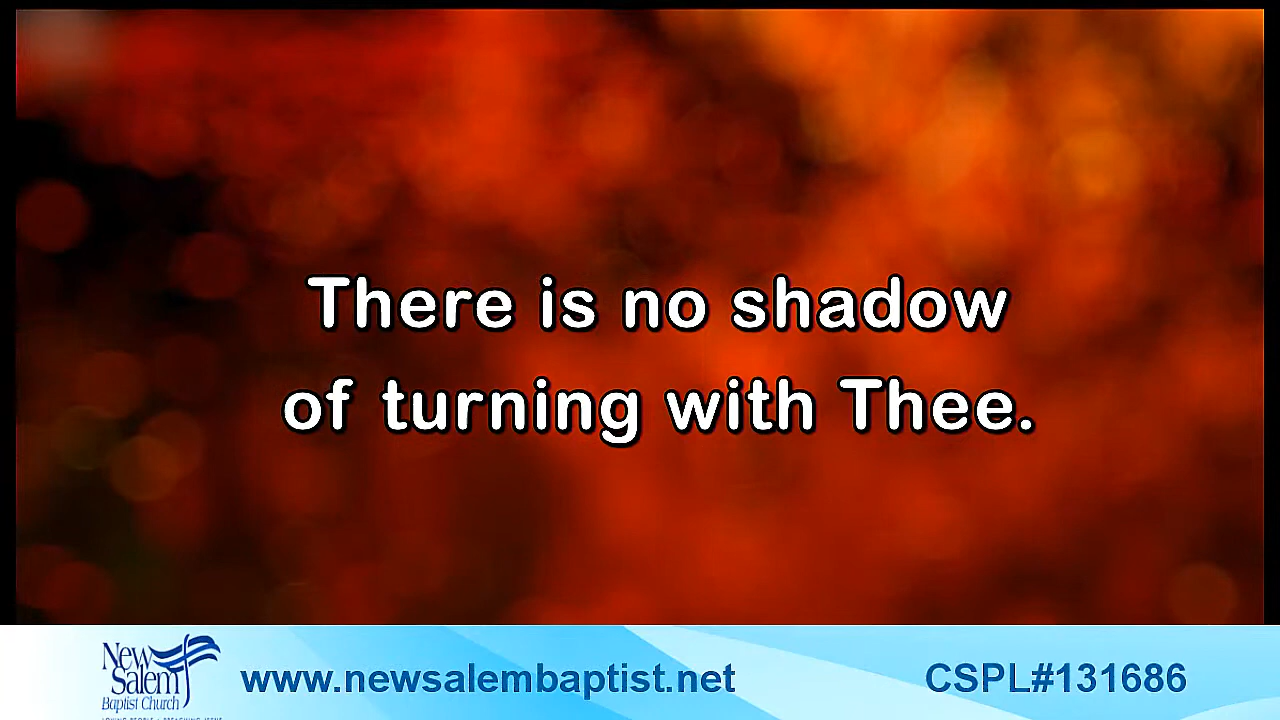 There is no shadow
of turning with Thee.
New
Salem
Baptist Church
www.newsalembaptist.net
CSPL#131686